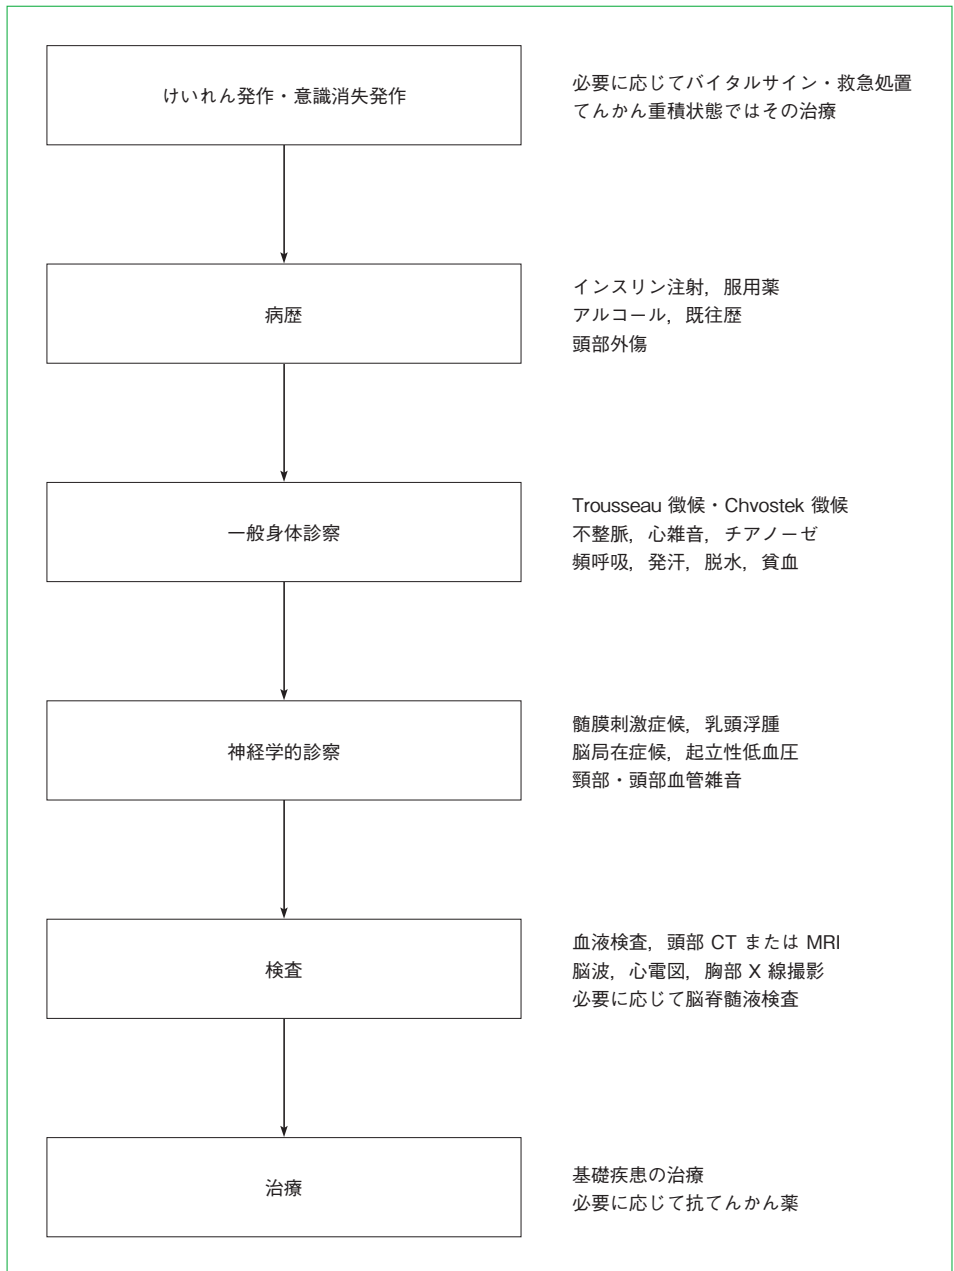 けいれん発作・意識消失発作
必要に応じてバイタルサイン・救急処置
てんかん重積状態ではその治療
病歴
インスリン注射，服用薬
アルコール，既往歴
頭部外傷
一般身体診察
Trousseau 徴候・Chvostek 徴候
不整脈，心雑音，チアノーゼ
頻呼吸，発汗，脱水，貧血
神経学的診察
髄膜刺激症候，乳頭浮腫
脳局在症候，起立性低血圧
頸部・頭部血管雑音
検査
血液検査，頭部 CT または MRI
脳波，心電図，胸部 X 線撮影
必要に応じて脳脊髄液検査
治療
基礎疾患の治療
必要に応じて抗てんかん薬